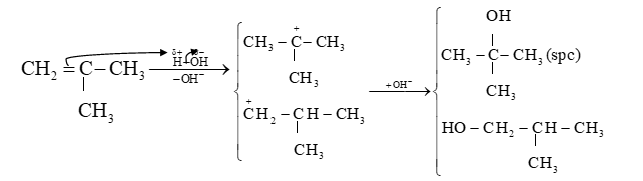 CH₂=C–CH₃
CH₃
δ+ δ−
H–OH
−OH⁻
+
CH₃–C–CH₃
CH₃
+
CH₂–CH–CH₃
CH₃
+OH⁻
OH
CH₃–C–CH₃(spc)
CH₃
HO–CH₂–CH–CH₃
CH₃